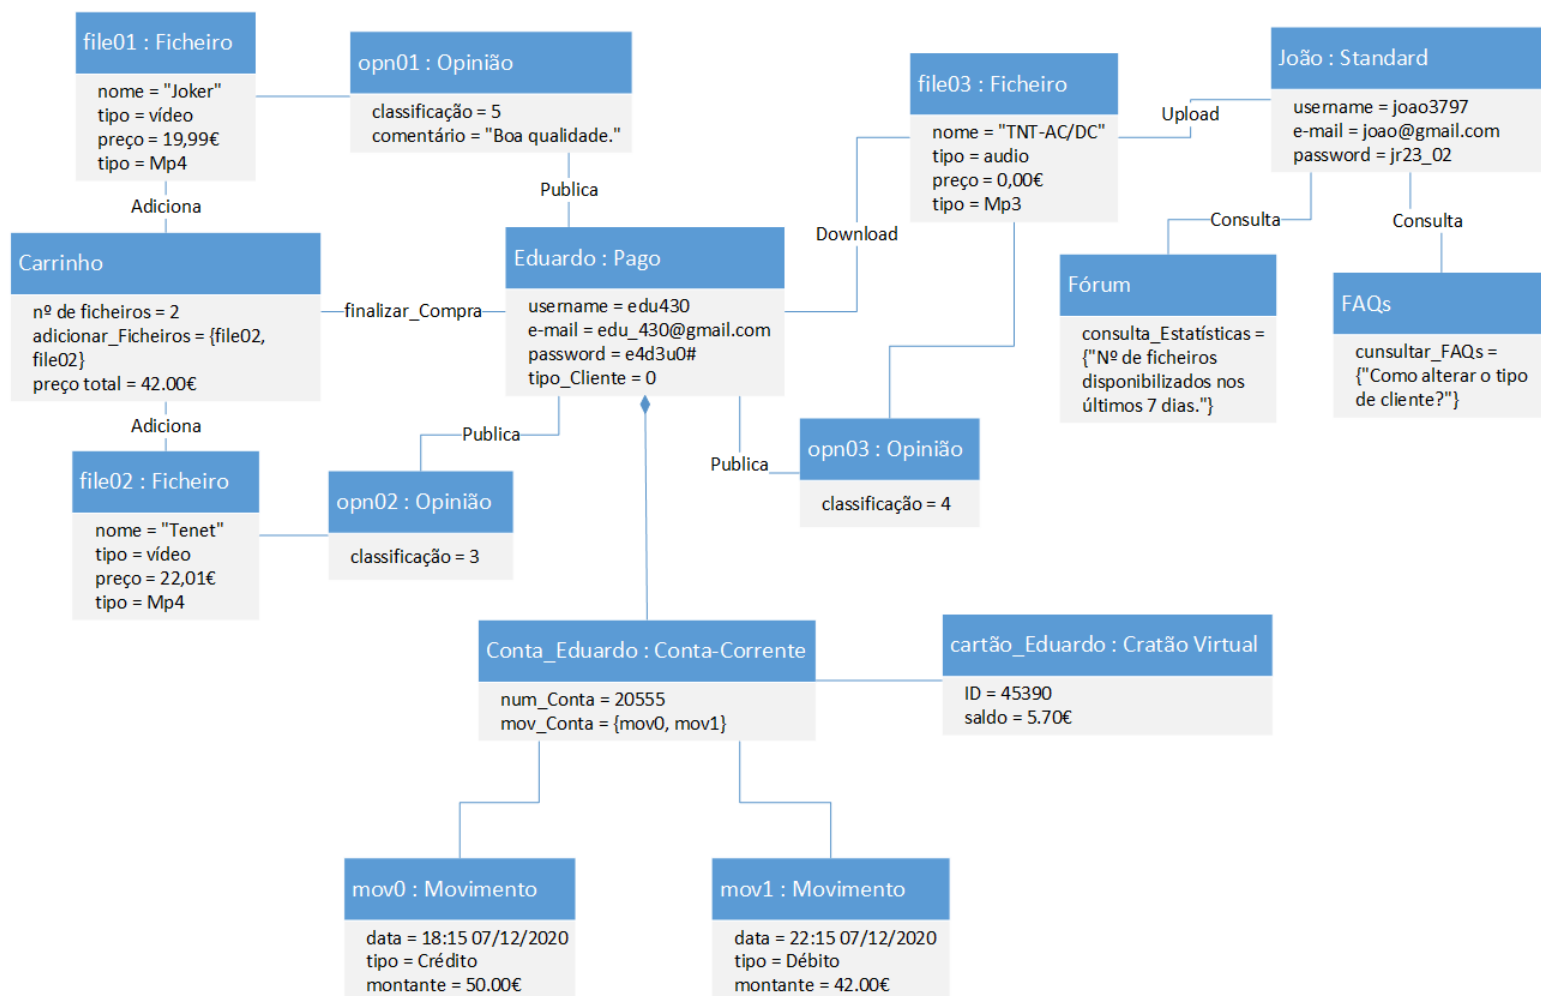 file01 : Ficheiro
nome = "Joker"
tipo = vídeo
preço = 19,99€
tipo = Mp4
opn01 : Opinião
classificação = 5
comentário = "Boa qualidade."
file03 : Ficheiro
nome = "TNT-AC/DC"
tipo = audio
preço = 0,00€
tipo = Mp3
João : Standard
username = joao3797
e-mail = joao@gmail.com
password = jr23_02
Upload
Adiciona
Publica
Download
Consulta
Consulta
Carrinho
nº de ficheiros = 2
adicionar_Ficheiros = {file02,
file02}
preço total = 42.00€
finalizar_Compra
Eduardo : Pago
username = edu430
e-mail = edu_430@gmail.com
password = e4d3u0#
tipo_Cliente = 0
Fórum
consulta_Estatísticas =
{"Nº de ficheiros
disponibilizados nos
últimos 7 dias."}
FAQs
cunsultar_FAQs =
{"Como alterar o tipo
de cliente?"}
Adiciona
Publica
Publica
file02 : Ficheiro
nome = "Tenet"
tipo = vídeo
preço = 22,01€
tipo = Mp4
opn02 : Opinião
classificação = 3
opn03 : Opinião
classificação = 4
Conta_Eduardo : Conta-Corrente
num_Conta = 20555
mov_Conta = {mov0, mov1}
cartão_Eduardo : Cratão Virtual
ID = 45390
saldo = 5.70€
mov0 : Movimento
data = 18:15 07/12/2020
tipo = Crédito
montante = 50.00€
mov1 : Movimento
data = 22:15 07/12/2020
tipo = Débito
montante = 42.00€